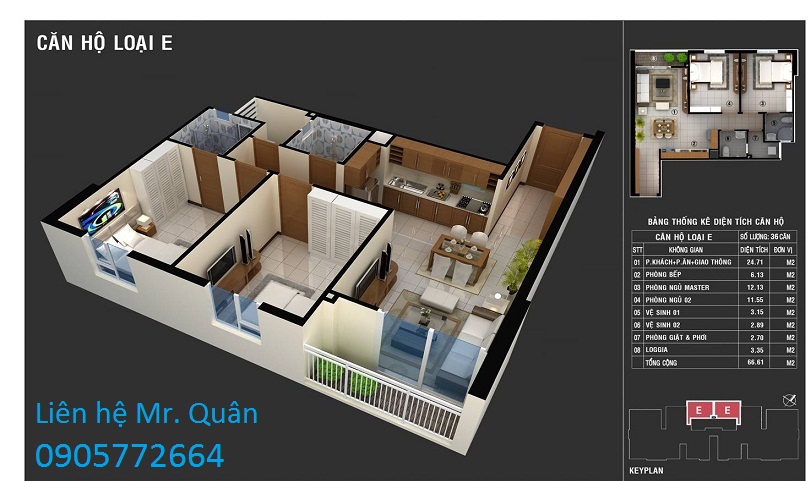 CĂN HỘ LOẠI E
Liên hệ Mr. Quân
0905772664
BẢNG THỐNG KÊ DIỆN TÍCH CĂN HỘ
CĂN HỘ LOẠI E SỐ LƯỢNG: 36 CĂN
STT KHÔNG GIAN DIỆN TÍCH ĐƠN VỊ
01 P.KHÁCH+P.ĂN+GIAO THÔNG 24.71 M2
02 PHÒNG BẾP 6.13 M2
03 PHÒNG NGỦ MASTER 12.13 M2
04 PHÒNG NGỦ 02 11.55 M2
05 VỆ SINH 01 3.15 M2
06 VỆ SINH 02 2.89 M2
07 PHÒNG GIẶT & PHƠI 2.70 M2
08 LOGGIA 3.35 M2
TỔNG CỘNG 66.61 M2
E E
KEYPLAN